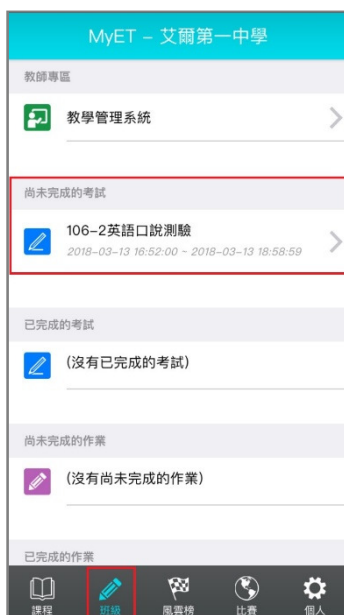 MyET – 艾爾第一中學
教師專區
教學管理系統
尚未完成的考試
106–2英語口說測驗
2018–03–13 16:52:00 ~ 2018–03–13 18:58:59
已完成的考試
(沒有已完成的考試)
尚未完成的作業
(沒有尚未完成的作業)
已完成的作業
課程 班級 風雲榜 比賽 個人